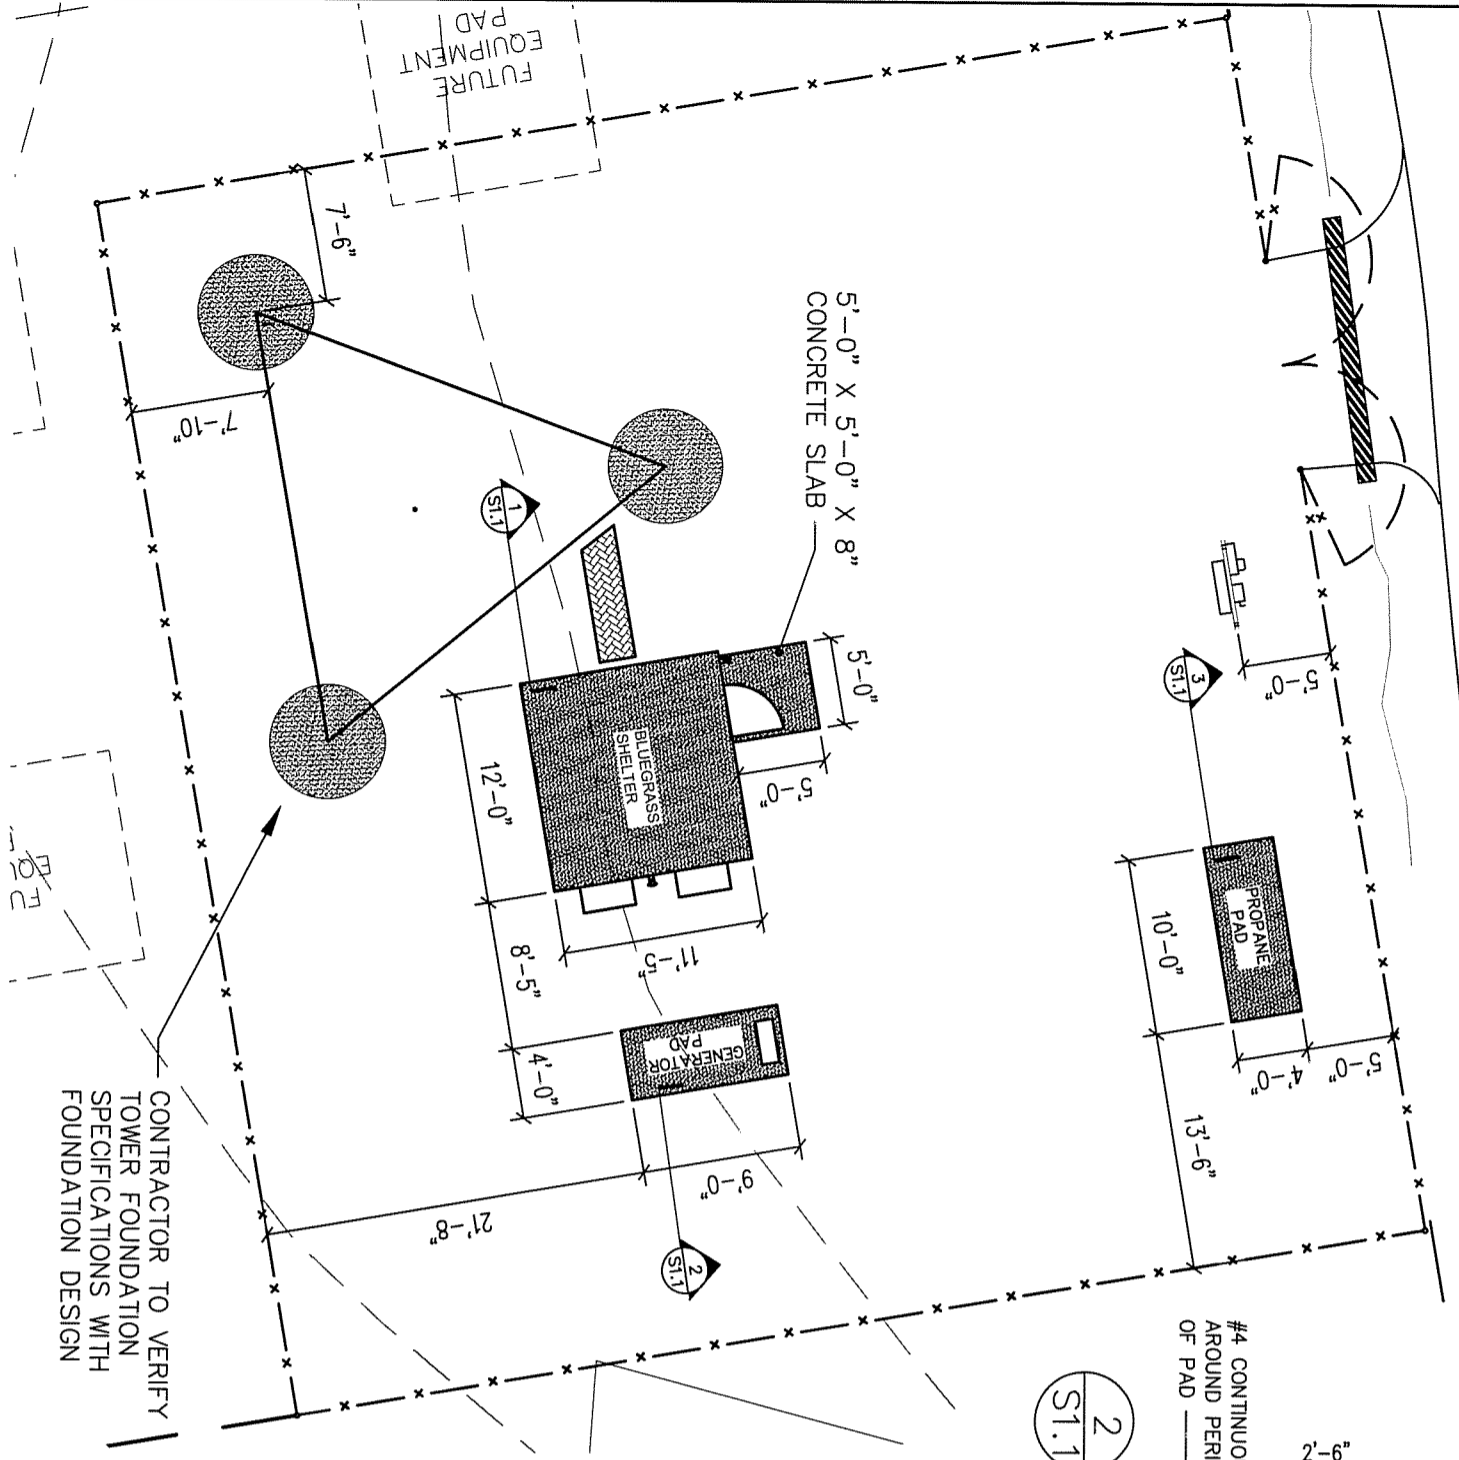 FUTURE
EQUIPMENT
PAD
7'-6"
7'-10"
5'-0" X 5'-0" X 8"
CONCRETE SLAB
1
S1.1
5'-0"
5'-0"
BLUEGRASS
SHELTER
12'-0"
11'-5"
8'-5"
GENERATOR
PAD
4'-0"
9'-0"
21'-8"
2
S1.1
3
S1.1
5'-0"
PROPANE
PAD
10'-0"
4'-0"
5'-0"
13'-6"
FU
EQU
CONTRACTOR TO VERIFY
TOWER FOUNDATION
SPECIFICATIONS WITH
FOUNDATION DESIGN
#4 CONTINUO
AROUND PERI
OF PAD
2
S1.1
2'-6"